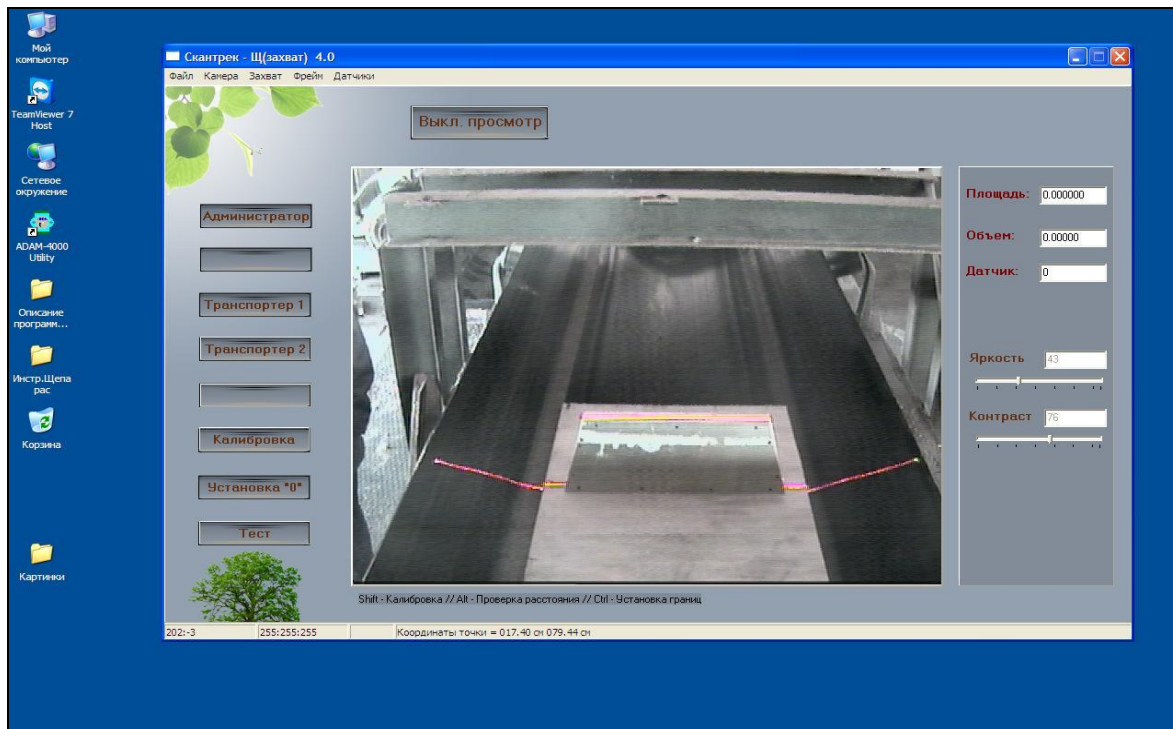 Мой
компьютер
TeamViewer 7
Host
Сетевое
окружение
ADAM-4000
Utility
Описание
програмн...
Инстр.Щепа
рас
Корзина
Картинки
Скантрек - Щ(захват) 4.0
Файл Камера Захват Фрейм Датчики
Выкл. просмотр
Администратор
Транспортер 1
Транспортер 2
Калибровка
Установка "0"
Тест
Площадь: 0.000000
Объем: 0.00000
Датчик: 0
Яркость 43
Контраст 76
Shift - Калибровка // Alt - Проверка расстояния // Ctrl - Установка границ
202:-3 255:255:255 Координаты точки = 017.40 см 079.44 см